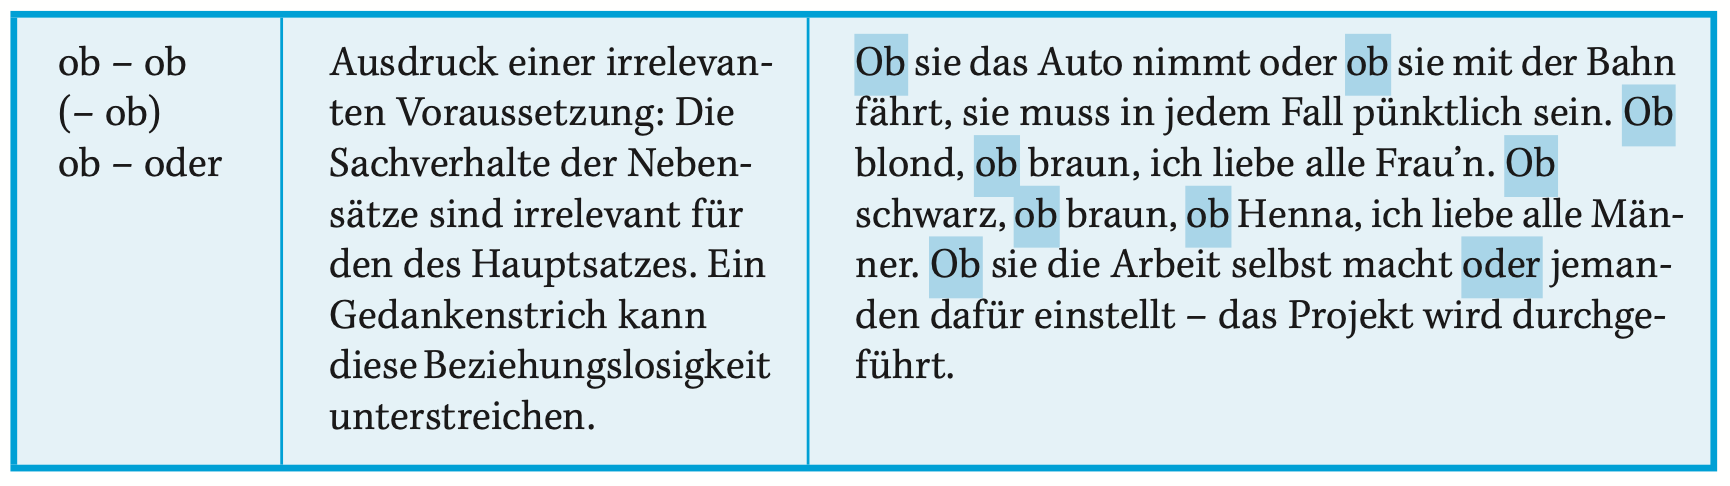 ob – ob
(– ob)
ob – oder
Ausdruck einer irrelevan-
ten Voraussetzung: Die
Sachverhalte der Neben-
sätze sind irrelevant für
den des Hauptsatzes. Ein
Gedankenstrich kann
diese Beziehungslosigkeit
unterstreichen.
Ob sie das Auto nimmt oder ob sie mit der Bahn
fährt, sie muss in jedem Fall pünktlich sein. Ob
blond, ob braun, ich liebe alle Frau’n. Ob
schwarz, ob braun, ob Henna, ich liebe alle Män-
ner. Ob sie die Arbeit selbst macht oder jeman-
den dafür einstellt – das Projekt wird durchge-
führt.